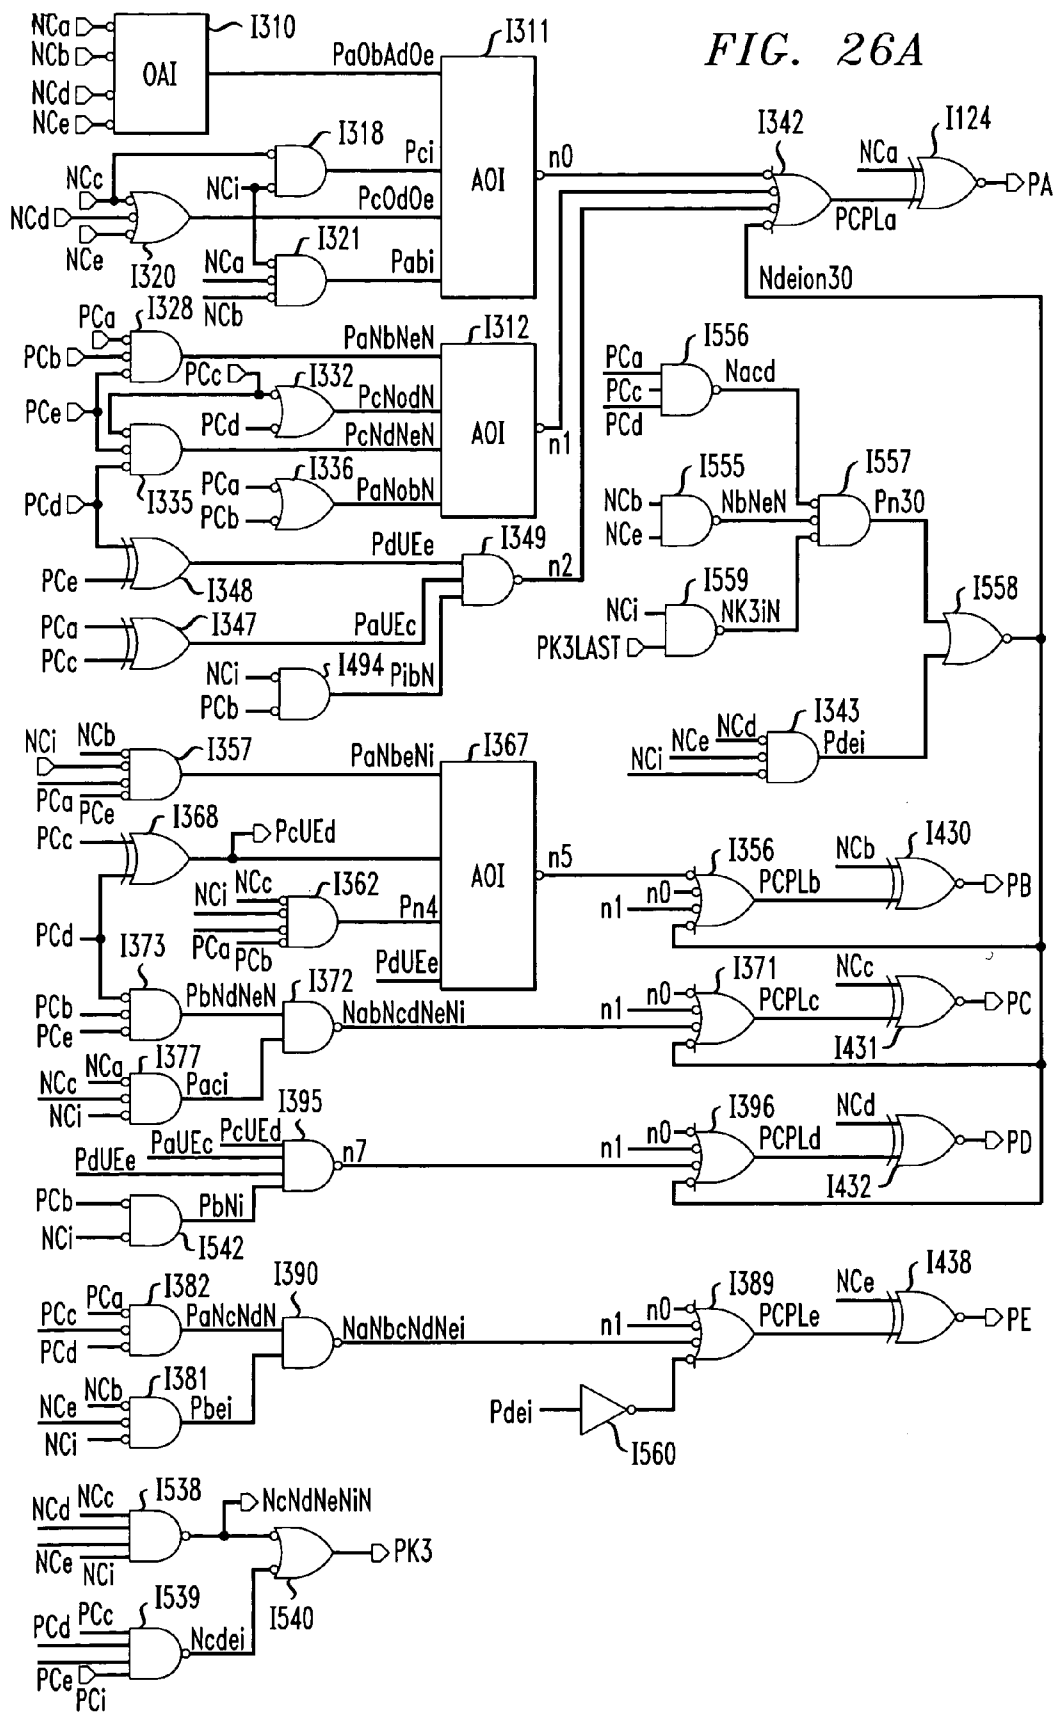 FIG. 26A
NCa
NCb
NCd
NCe
OAI
I310
PaObAdOe
I311
AOI
I318
Pci
NCc
NCi
NCd
NCe
I320
PcOdOe
I321
NCa
NCb
Pabi
n0
I342
NCa
I124
PA
PCPLa
Ndeion30
I328
PCa
PCb
PaNbNeN
PCc
I312
AOI
I332
PCe
PCd
PcNodN
PcNdNeN
n1
I335
I336
PCa
PCb
PaNobN
PCd
PdUEe
I349
n2
PCe
I348
PCa
PCc
I347
PaUEc
NCi
PCb
I494
PibN
I556
PCa
PCc
PCd
Nacd
I555
NCb
NCe
NbNeN
I557
Pn30
I559
NCi
PK3LAST
NK3iN
I558
NCd
I343
NCe
NCi
Pdei
NCi
NCb
I357
PCa
PCe
PaNbeNi
I367
AOI
PCc
I368
PcUEd
n5
NCc
I362
NCi
PCa
PCb
Pn4
PCd
PdUEe
I373
PbNdNeN
I372
PCb
PCe
NabNcdNeNi
NCa
I377
NCc
NCi
Paci
I356
n0
n1
PCPLb
NCb
I430
PB
I371
n0
n1
PCPLc
NCc
I431
PC
I395
PcUEd
PaUEc
PdUEe
n7
PCb
NCi
PbNi
I542
I396
n0
n1
PCPLd
NCd
I432
PD
PCa
I382
PCc
PCd
PaNcNdN
I390
NaNbcNdNei
NCb
I381
NCe
NCi
Pbei
I389
n0
n1
PCPLe
NCe
I438
PE
Pdei
I560
NCc
I538
NCd
NCe
NCi
NcNdNeNiN
PK3
I540
PCc
I539
PCd
PCe
PCi
Ncdei